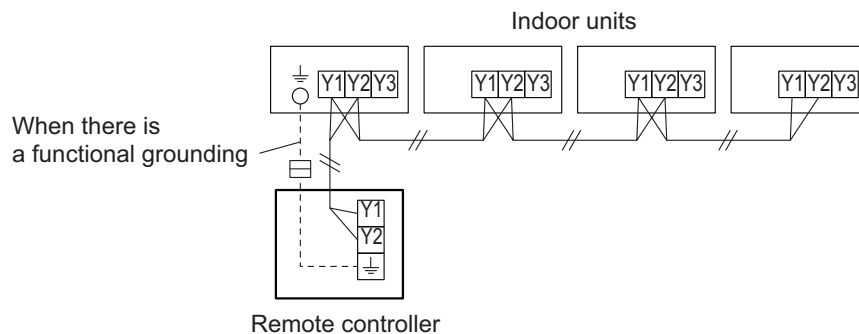 Indoor units
Y1 Y2 Y3
Y1 Y2 Y3
Y1 Y2 Y3
Y1 Y2 Y3
When there is
a functional grounding
Y1
Y2
Remote controller